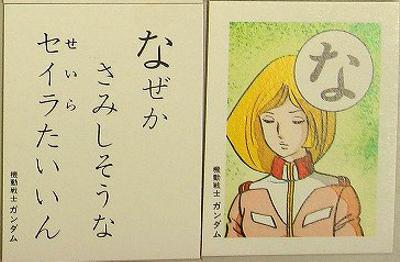 なぜか
さみしそうな
せいら
セイラたいいん
機動戦士 ガンダム
な
機動戦士 ガンダム